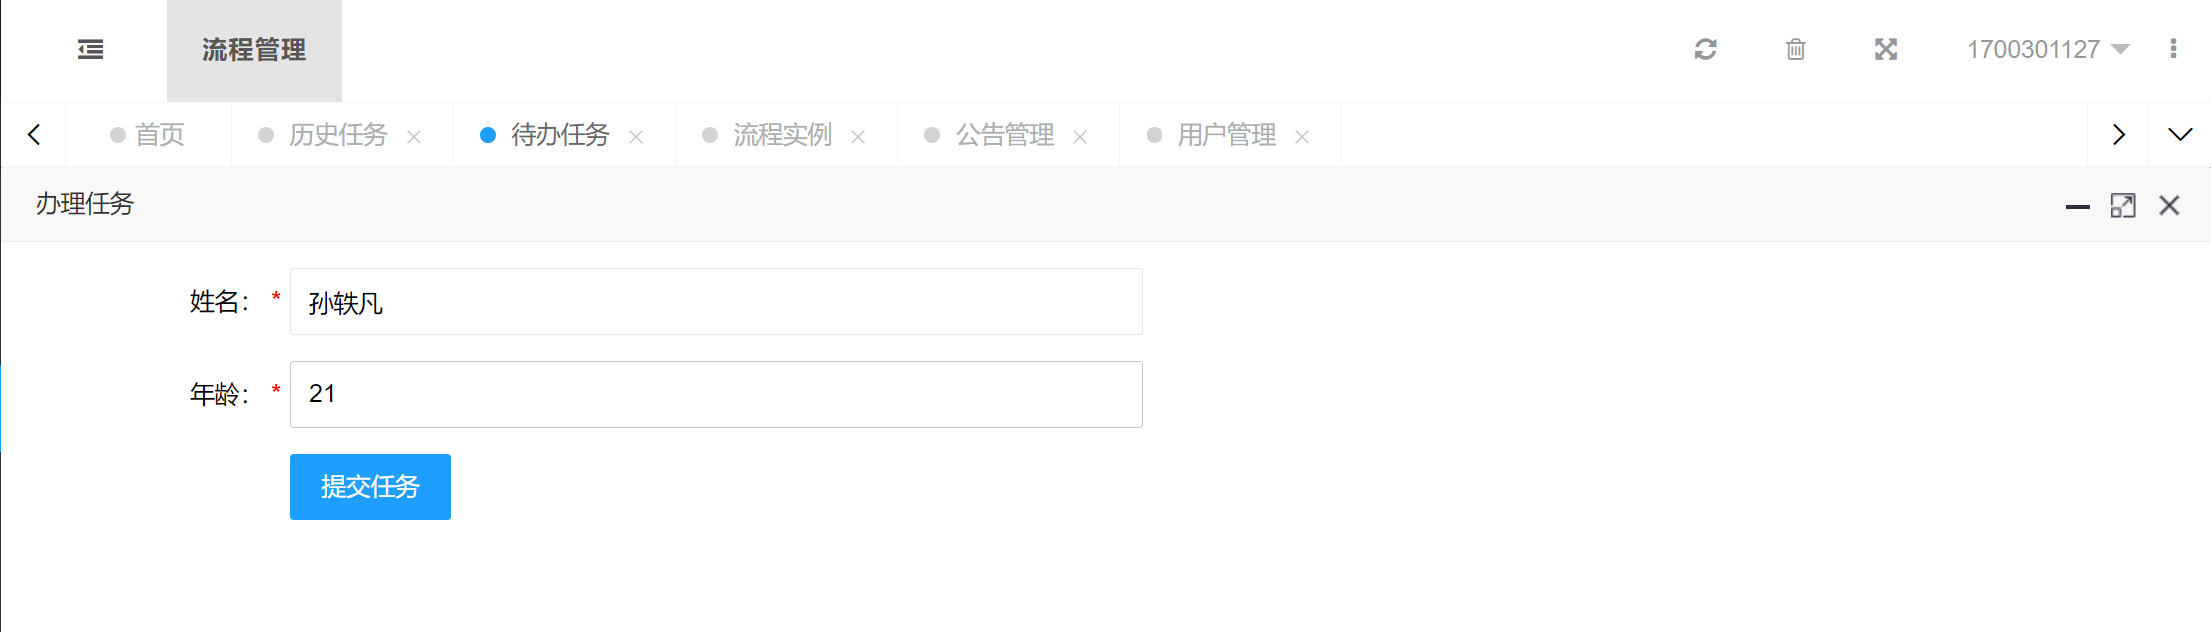 流程管理
1700301127
首页 历史任务 待办任务 流程实例 公告管理 用户管理
办理任务
姓名： * 孙轶凡
年龄： * 21
提交任务